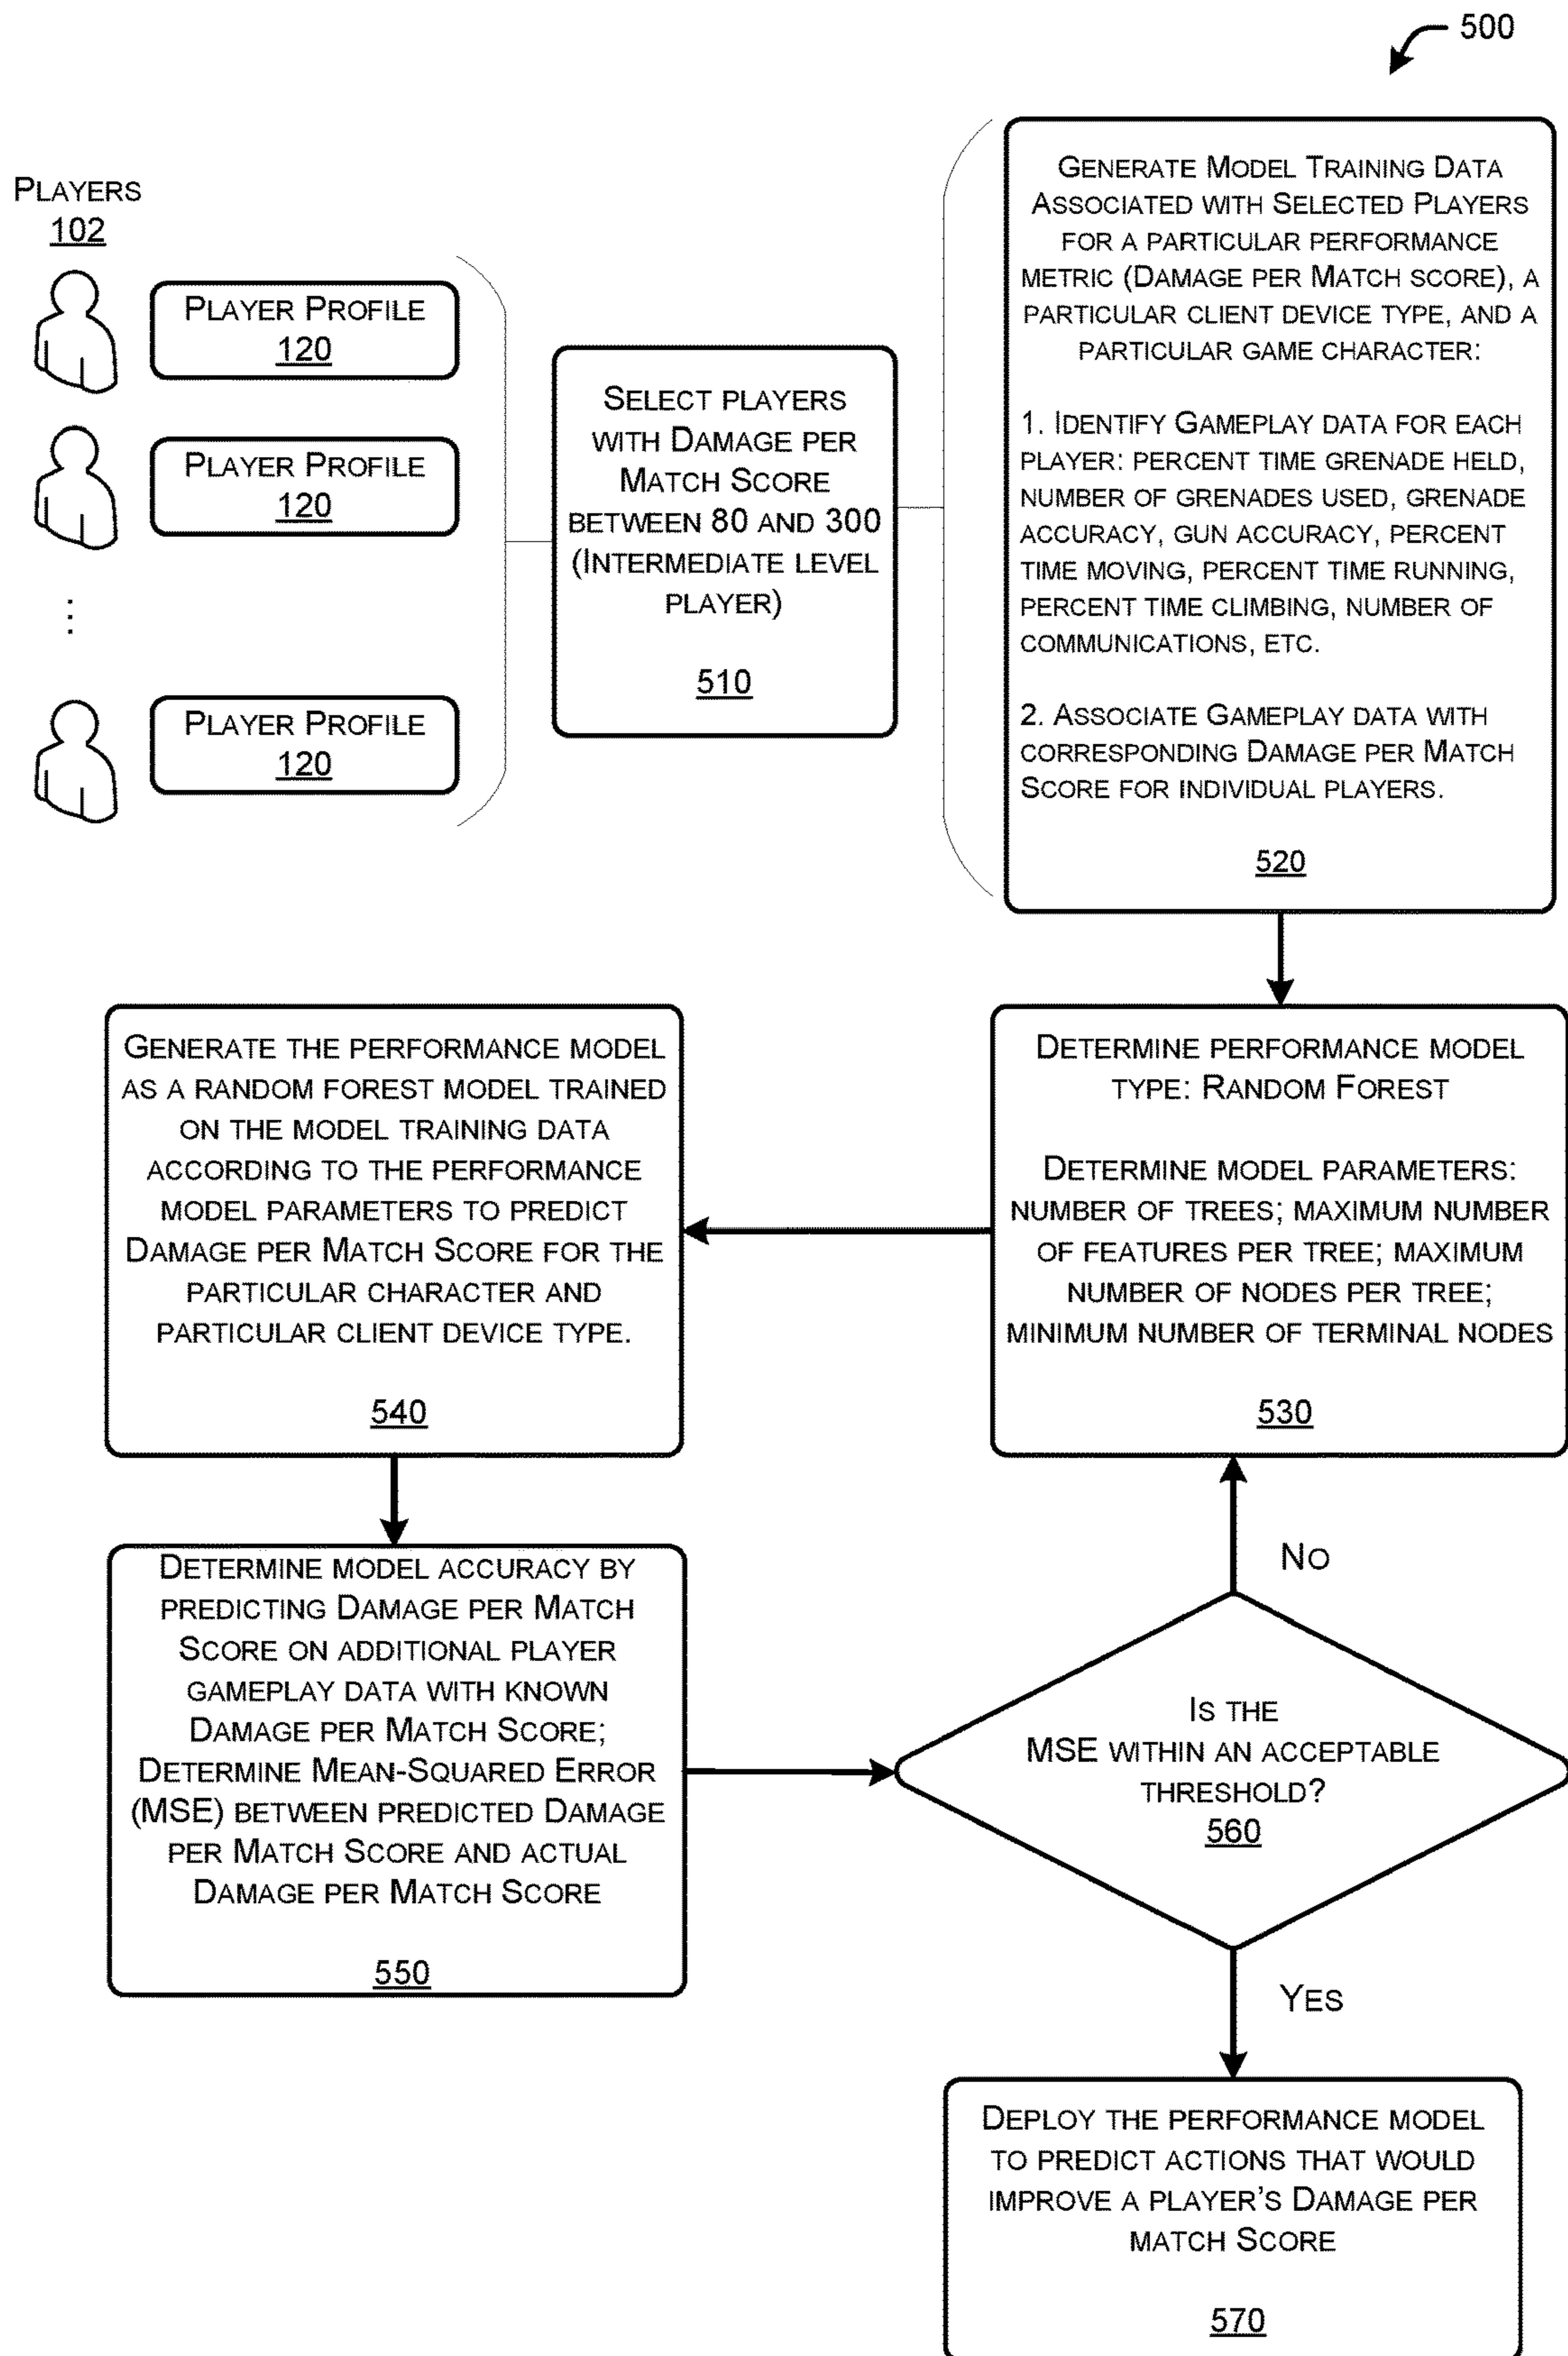 500
PLAYERS
102
PLAYER PROFILE
120
PLAYER PROFILE
120
PLAYER PROFILE
120
SELECT PLAYERS
WITH DAMAGE PER
MATCH SCORE
BETWEEN 80 AND 300
(INTERMEDIATE LEVEL
PLAYER)
510
GENERATE MODEL TRAINING DATA
ASSOCIATED WITH SELECTED PLAYERS
FOR A PARTICULAR PERFORMANCE
METRIC (DAMAGE PER MATCH SCORE), A
PARTICULAR CLIENT DEVICE TYPE, AND A
PARTICULAR GAME CHARACTER:
1. IDENTIFY GAMEPLAY DATA FOR EACH
PLAYER: PERCENT TIME GRENADE HELD,
NUMBER OF GRENADES USED, GRENADE
ACCURACY, GUN ACCURACY, PERCENT
TIME MOVING, PERCENT TIME RUNNING,
PERCENT TIME CLIMBING, NUMBER OF
COMMUNICATIONS, ETC.
2. ASSOCIATE GAMEPLAY DATA WITH
CORRESPONDING DAMAGE PER MATCH
SCORE FOR INDIVIDUAL PLAYERS.
520
DETERMINE PERFORMANCE MODEL
TYPE: RANDOM FOREST
DETERMINE MODEL PARAMETERS:
NUMBER OF TREES; MAXIMUM NUMBER
OF FEATURES PER TREE; MAXIMUM
NUMBER OF NODES PER TREE;
MINIMUM NUMBER OF TERMINAL NODES
530
GENERATE THE PERFORMANCE MODEL
AS A RANDOM FOREST MODEL TRAINED
ON THE MODEL TRAINING DATA
ACCORDING TO THE PERFORMANCE
MODEL PARAMETERS TO PREDICT
DAMAGE PER MATCH SCORE FOR THE
PARTICULAR CHARACTER AND
PARTICULAR CLIENT DEVICE TYPE.
540
DETERMINE MODEL ACCURACY BY
PREDICTING DAMAGE PER MATCH
SCORE ON ADDITIONAL PLAYER
GAMEPLAY DATA WITH KNOWN
DAMAGE PER MATCH SCORE;
DETERMINE MEAN-SQUARED ERROR
(MSE) BETWEEN PREDICTED DAMAGE
PER MATCH SCORE AND ACTUAL
DAMAGE PER MATCH SCORE
550
IS THE
MSE WITHIN AN ACCEPTABLE
THRESHOLD?
560
NO
YES
DEPLOY THE PERFORMANCE MODEL
TO PREDICT ACTIONS THAT WOULD
IMPROVE A PLAYER'S DAMAGE PER
MATCH SCORE
570